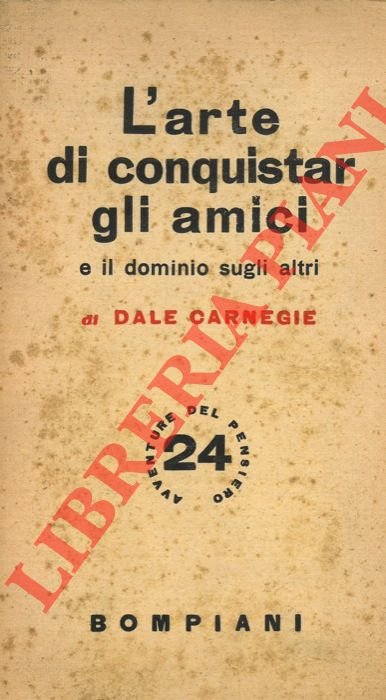 L'arte
di conquistar
gli amici
e il dominio sugli altri
di DALE CARNEGIE
AVVENTURE DEL PENSIERO
24
BOMPIANI
LIBRERIA PIANI